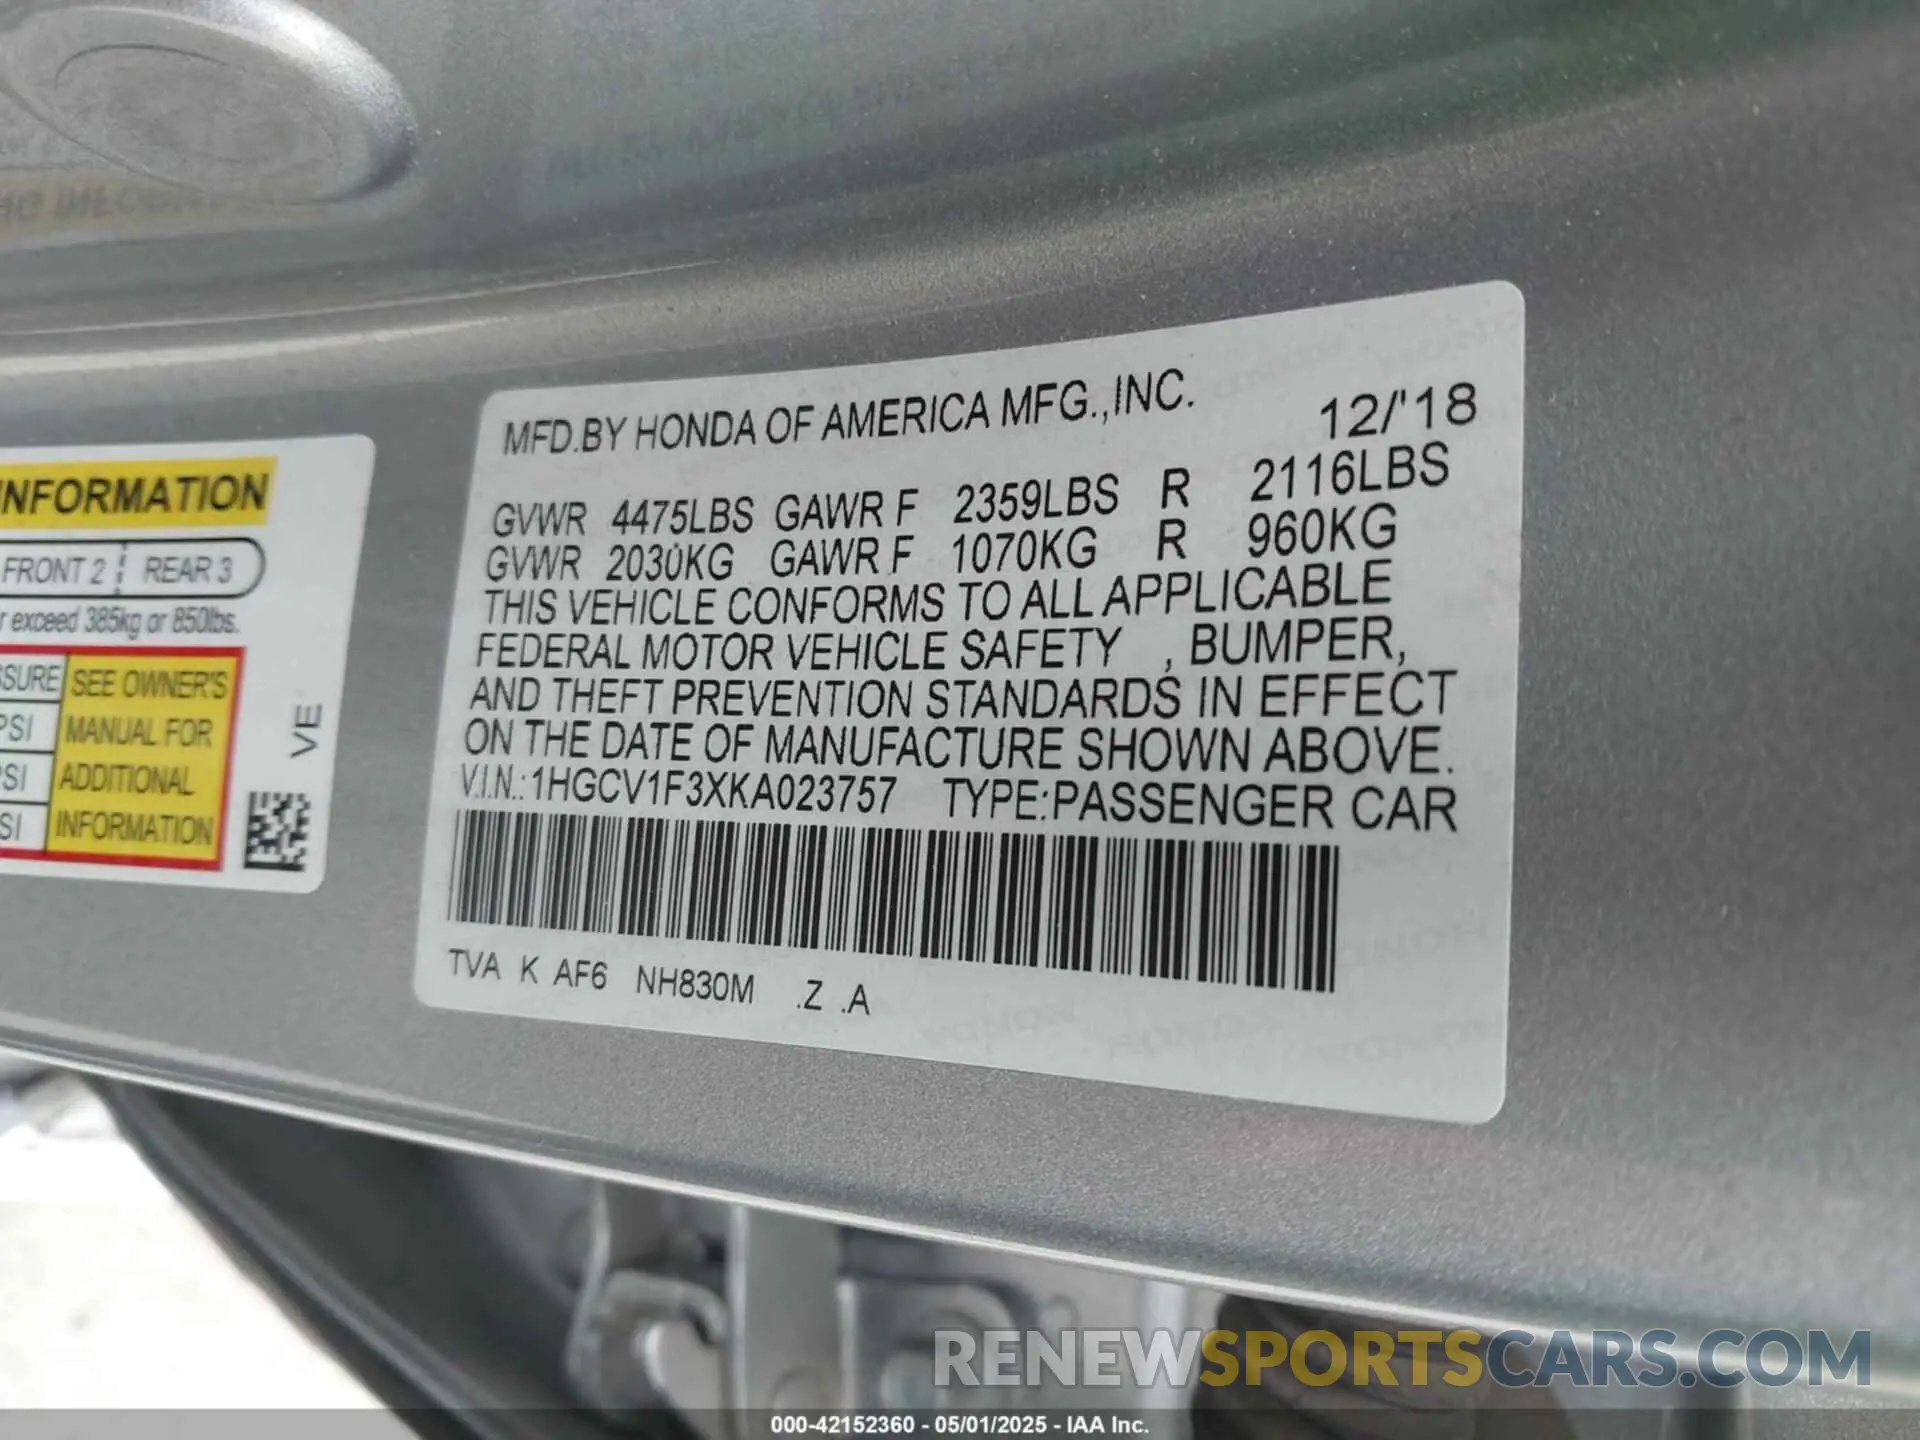 MFD.BY HONDA OF AMERICA MFG.,INC. 12/'18
GVWR 4475LBS GAWR F 2359LBS R 2116LBS
GVWR 2030KG GAWR F 1070KG R 960KG
THIS VEHICLE CONFORMS TO ALL APPLICABLE
FEDERAL MOTOR VEHICLE SAFETY , BUMPER,
AND THEFT PREVENTION STANDARDS IN EFFECT
ON THE DATE OF MANUFACTURE SHOWN ABOVE.
V.I.N.:1HGCV1F3XKA023757 TYPE:PASSENGER CAR
TVA K AF6 NH830M .Z .A
INFORMATION
FRONT 2 REAR 3
exceed 385kg or 850lbs.
SEE OWNER'S
MANUAL FOR
ADDITIONAL
INFORMATION
PSI
VE
RENEWSPORTSCARS.COM
000-42152360 - 05/01/2025 - IAA Inc.